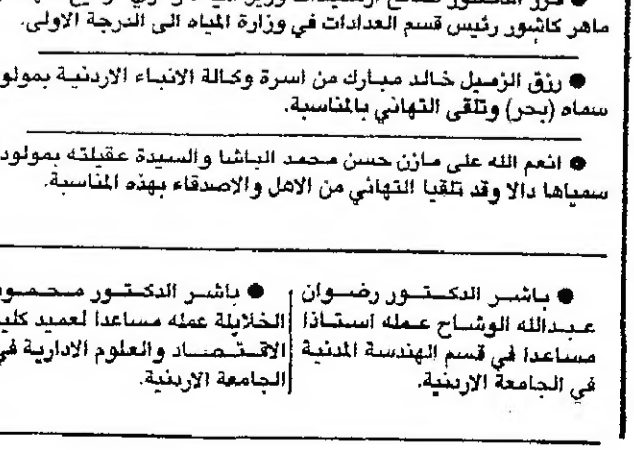 ماهر كاشور رئيس قسم العدادات في وزارة المياه الى الدرجة الاولى.
● رزق الزميل خالد مبارك من اسرة وكالة الانباء الاردنية بمولو
سماه (بحر) وتلقى التهاني بالمناسبة.
● انعم الله على مازن حسن محمد الباشا والسيدة عقيلته بمولود
سمياها دالا وقد تلقيا التهاني من الاهل والاصدقاء بهذه المناسبة.
● باشر الدكتور رضوان
عبدالله الوشاح عمله استاذا
مساعدا في قسم الهندسة المدنية
في الجامعة الاردنية.
● باشر الدكتور محمو
الخلايلة عمله مساعدا لعميد كلي
الاقتصاد والعلوم الادارية في
الجامعة الاردنية.